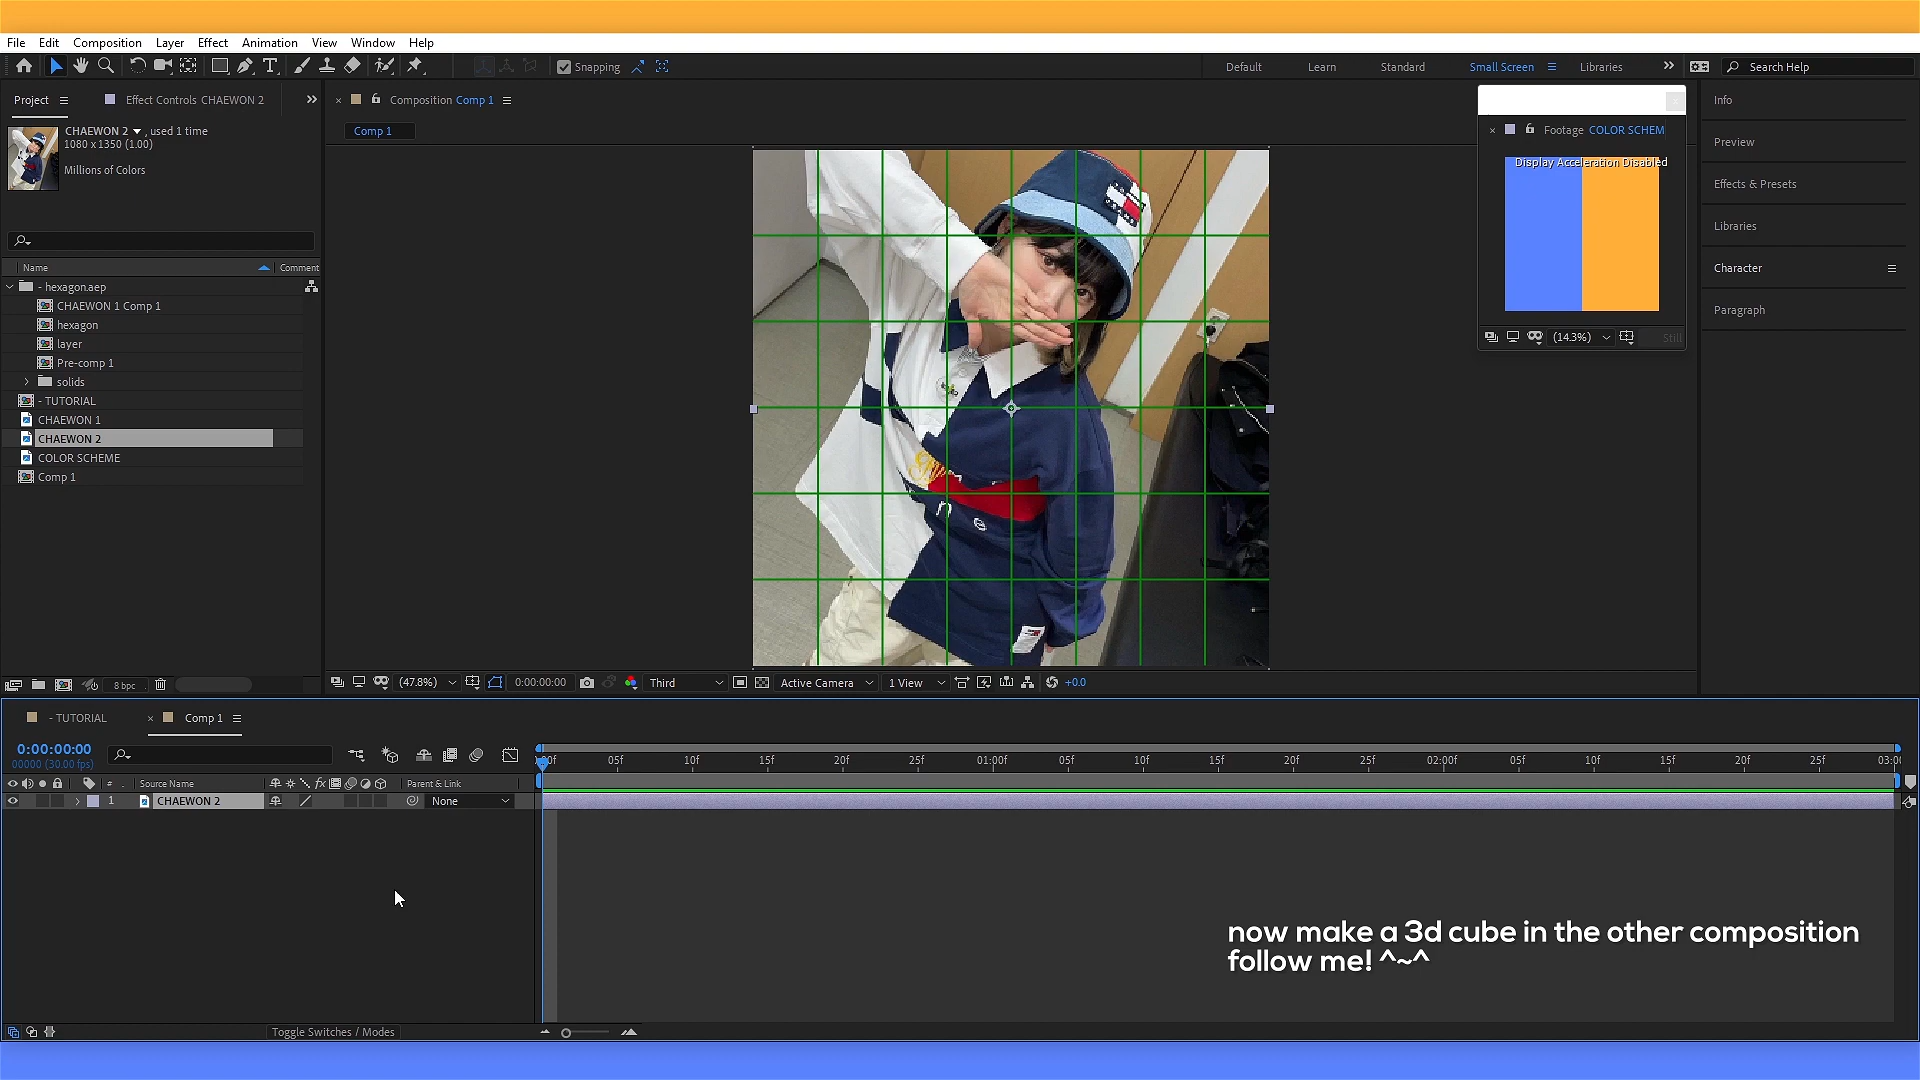 File Edit Composition Layer Effect Animation View Window Help
Snapping Default Learn Standard Small Screen Libraries Search Help
Project Effect Controls CHAEWON 2
CHAEWON 2 , used 1 time
1080 x 1350 (1.00)
Millions of Colors
Name Comment
- hexagon.aep
CHAEWON 1 Comp 1
hexagon
layer
Pre-comp 1
solids
- TUTORIAL
CHAEWON 1
CHAEWON 2
COLOR SCHEME
Comp 1
8 bpc
Composition Comp 1
Comp 1
(47.8%) 0:00:00:00 Third Active Camera 1 View +0.0
Footage COLOR SCHEM
Display Acceleration Disabled
(14.3%) Still
Info
Preview
Effects & Presets
Libraries
Character
Paragraph
- TUTORIAL Comp 1
0:00:00:00
00000 (30.00 fps)
# Source Name fx Parent & Link
1 CHAEWON 2 None
05f 10f 15f 20f 25f 01:00f 05f 10f 15f 20f 25f 02:00f 05f 10f 15f 20f 25f
now make a 3d cube in the other composition
follow me! ^~^
Toggle Switches / Modes